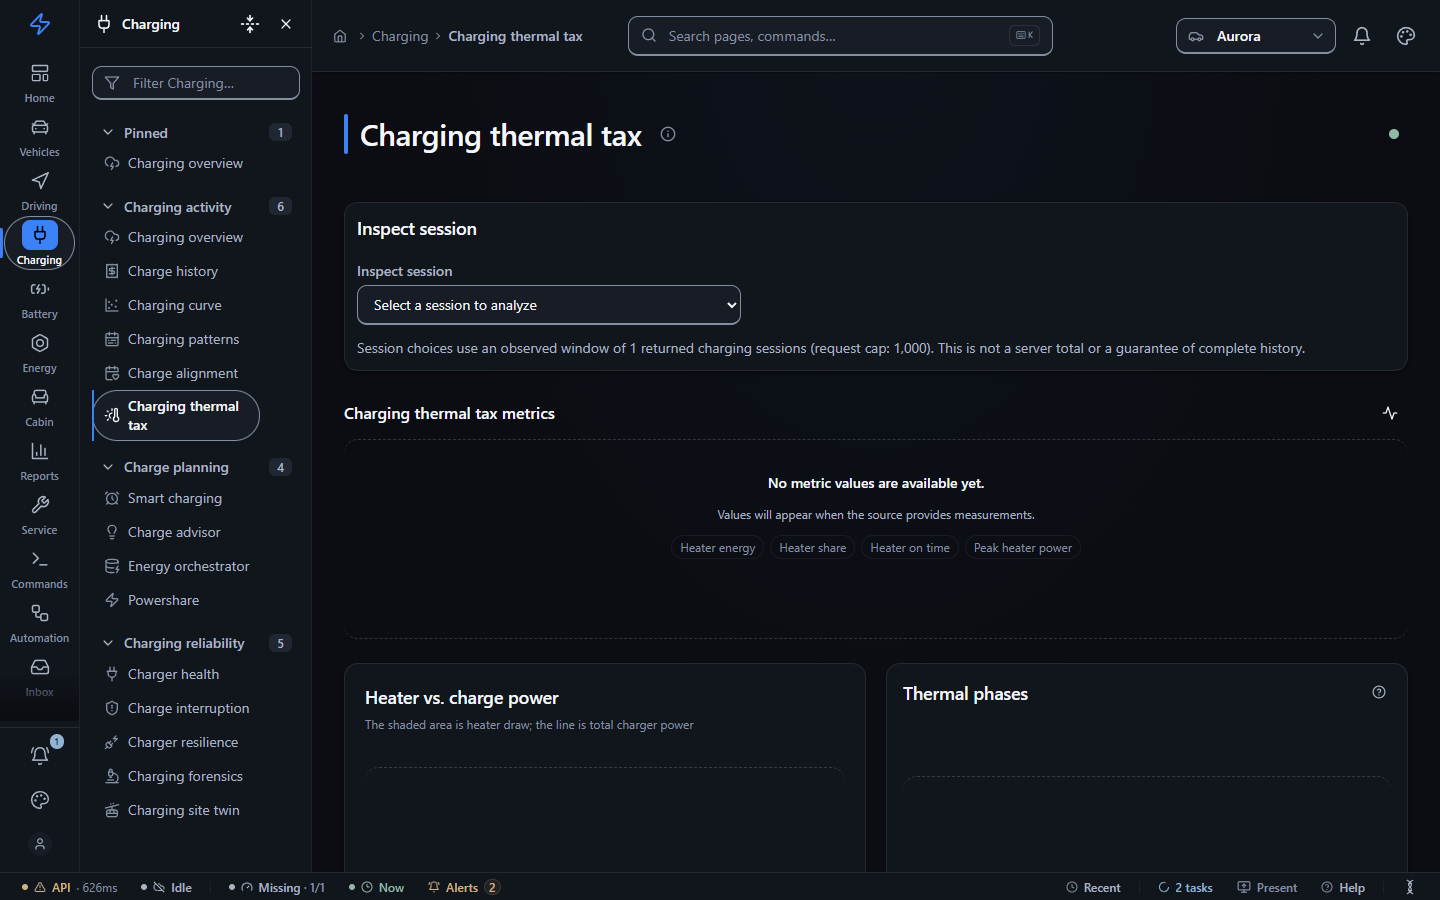 Charging
Charging
Charging thermal tax
Search pages, commands...
K
Aurora
Home
Vehicles
Driving
Charging
Battery
Energy
Cabin
Reports
Service
Commands
Automation
Inbox
1
Filter Charging...
Pinned 1
Charging overview
Charging activity 6
Charging overview
Charge history
Charging curve
Charging patterns
Charge alignment
Charging thermal
tax
Charge planning 4
Smart charging
Charge advisor
Energy orchestrator
Powershare
Charging reliability 5
Charger health
Charge interruption
Charger resilience
Charging forensics
Charging site twin
Charging thermal tax
Inspect session
Inspect session
Select a session to analyze
Session choices use an observed window of 1 returned charging sessions (request cap: 1,000). This is not a server total or a guarantee of complete history.
Charging thermal tax metrics
No metric values are available yet.
Values will appear when the source provides measurements.
Heater energy Heater share Heater on time Peak heater power
Heater vs. charge power
The shaded area is heater draw; the line is total charger power
Thermal phases
API · 626ms Idle Missing · 1/1 Now Alerts 2 Recent 2 tasks Present Help